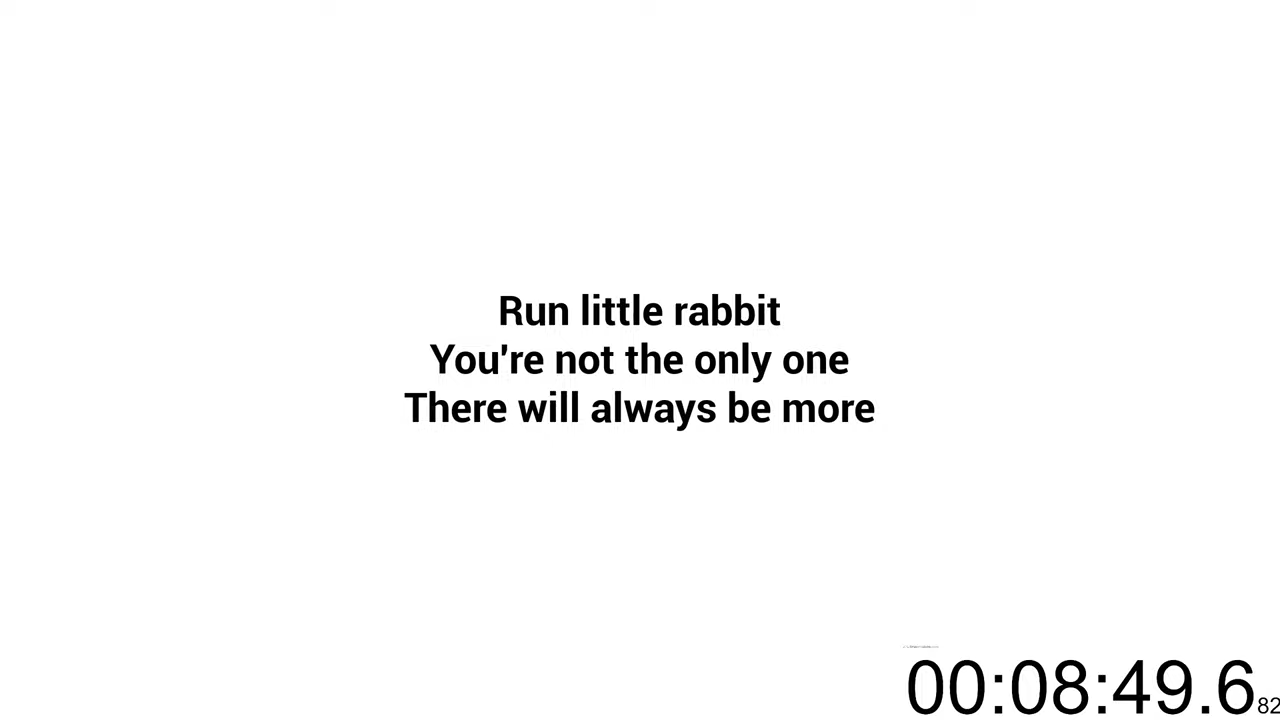 Run little rabbit
You're not the only one
There will always be more
00:08:49.682